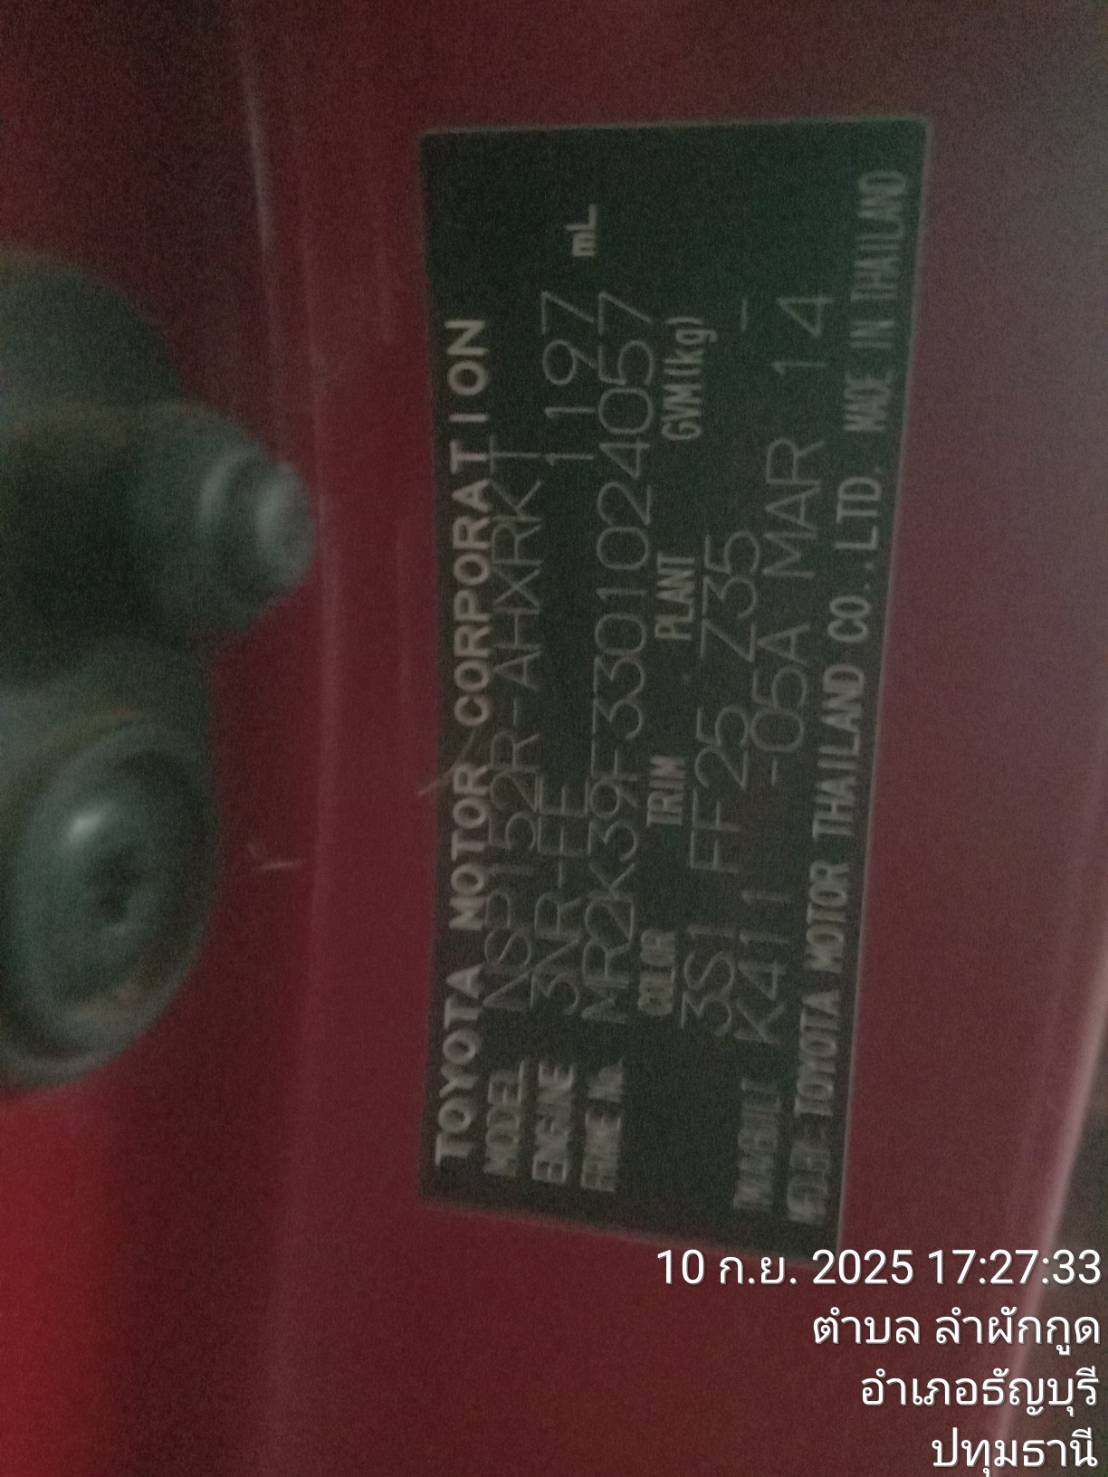 TOYOTA MOTOR CORPORATION
MODEL NSP152R-AHXRKT
ENGINE 3NR-FE 1197 mL
FRAME No. MR2K39F3301024057
COLOR TRIM PLANT GVM(kg)
3S1 FF25 Z35 -
K411 -05A MAR 14
TOYOTA MOTOR THAILAND CO.,LTD. MADE IN THAILAND
10 ก.ย. 2025 17:27:33
ตำบล ลำผักกูด
อำเภอธัญบุรี
ปทุมธานี